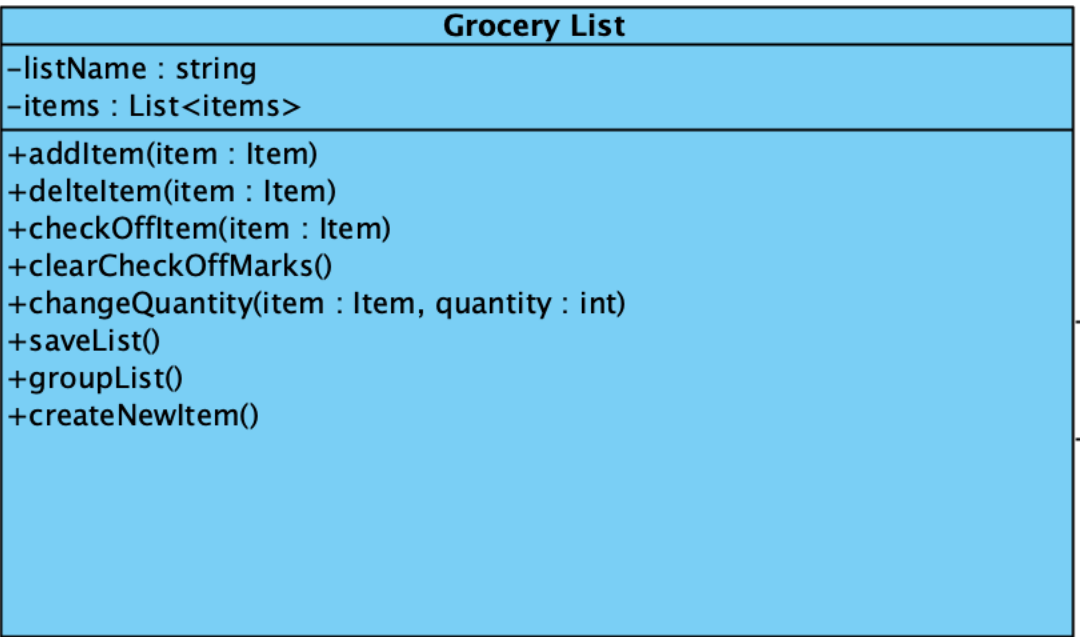 Grocery List
-listName : string
-items : List<items>
+addItem(item : Item)
+delteItem(item : Item)
+checkOffItem(item : Item)
+clearCheckOffMarks()
+changeQuantity(item : Item, quantity : int)
+saveList()
+groupList()
+createNewItem()